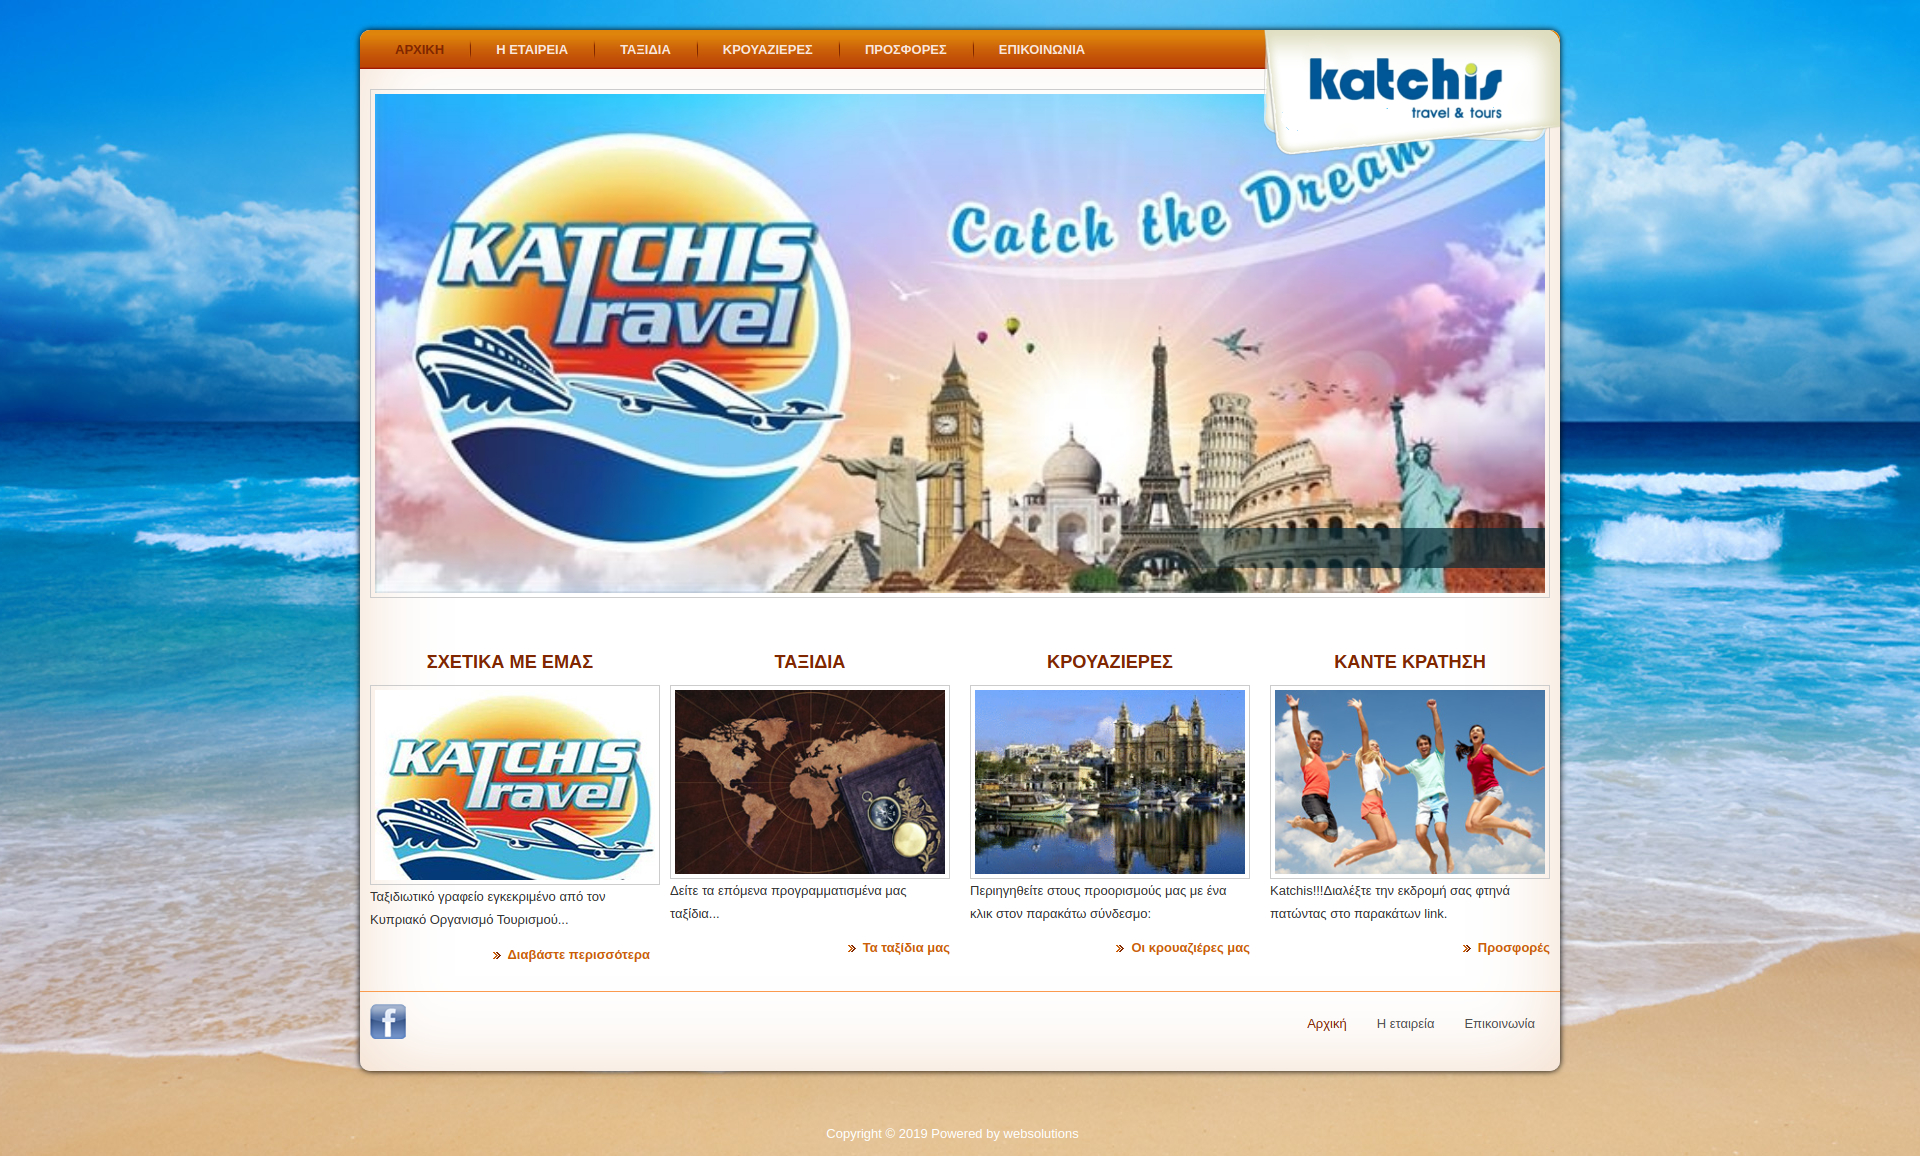 ΑΡΧΙΚΗ Η ΕΤΑΙΡΕΙΑ ΤΑΞΙΔΙΑ ΚΡΟΥΑΖΙΕΡΕΣ ΠΡΟΣΦΟΡΕΣ ΕΠΙΚΟΙΝΩΝΙΑ
katchis
travel & tours
Catch the Dream
KATCHIS
Travel
ΣΧΕΤΙΚΑ ΜΕ ΕΜΑΣ
KATCHIS
Travel
Ταξιδιωτικό γραφείο εγκεκριμένο από τον
Κυπριακό Οργανισμό Τουρισμού...
Διαβάστε περισσότερα
ΤΑΞΙΔΙΑ
Δείτε τα επόμενα προγραμματισμένα μας
ταξίδια...
Τα ταξίδια μας
ΚΡΟΥΑΖΙΕΡΕΣ
Περιηγηθείτε στους προορισμούς μας με ένα
κλικ στον παρακάτω σύνδεσμο:
Οι κρουαζιέρες μας
ΚΑΝΤΕ ΚΡΑΤΗΣΗ
Katchis!!!Διαλέξτε την εκδρομή σας φτηνά
πατώντας στο παρακάτων link.
Προσφορές
f
Αρχική Η εταιρεία Επικοινωνία
Copyright © 2019 Powered by websolutions